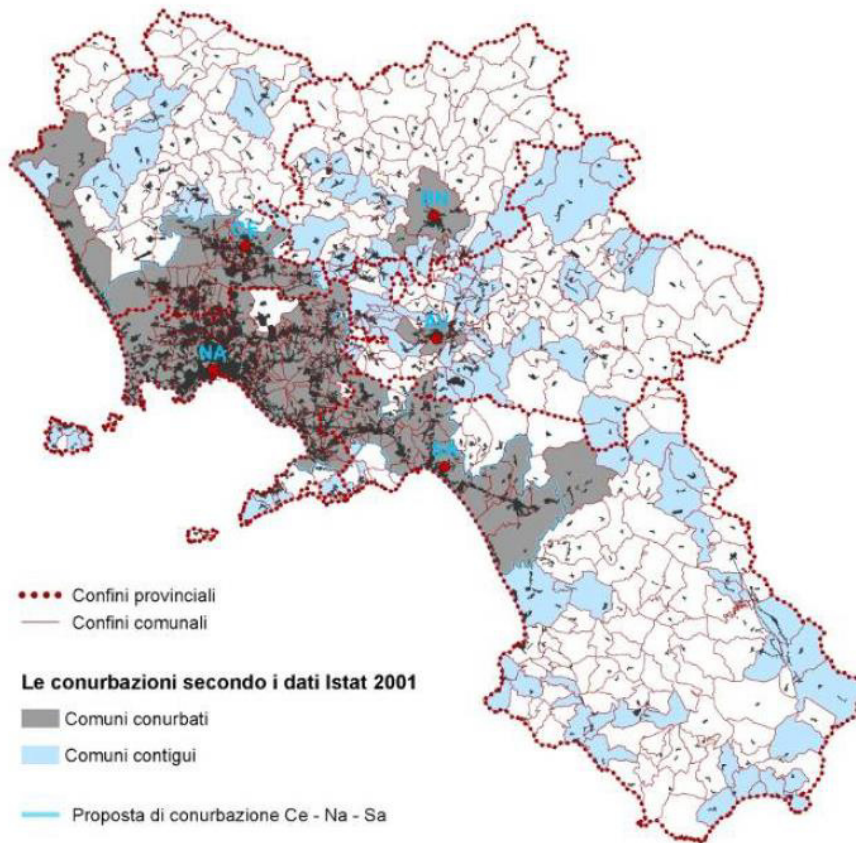 BN
CE
AV
NA
SA
Confini provinciali
Confini comunali
Le conurbazioni secondo i dati Istat 2001
Comuni conurbati
Comuni contigui
Proposta di conurbazione Ce - Na - Sa